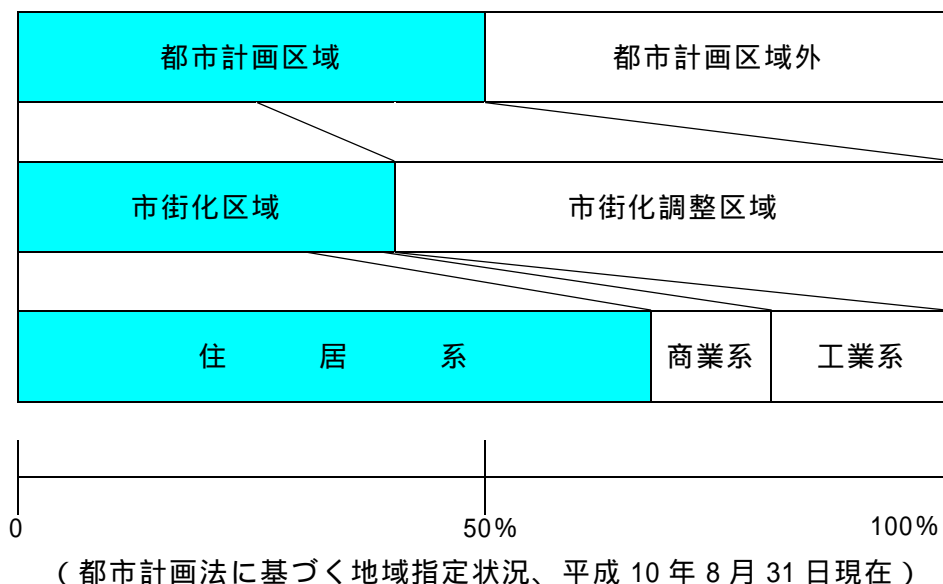 都市計画区域 都市計画区域外
市街化区域 市街化調整区域
住居系 商業系 工業系
0 50% 100%
(都市計画法に基づく地域指定状況、平成10年8月31日現在)